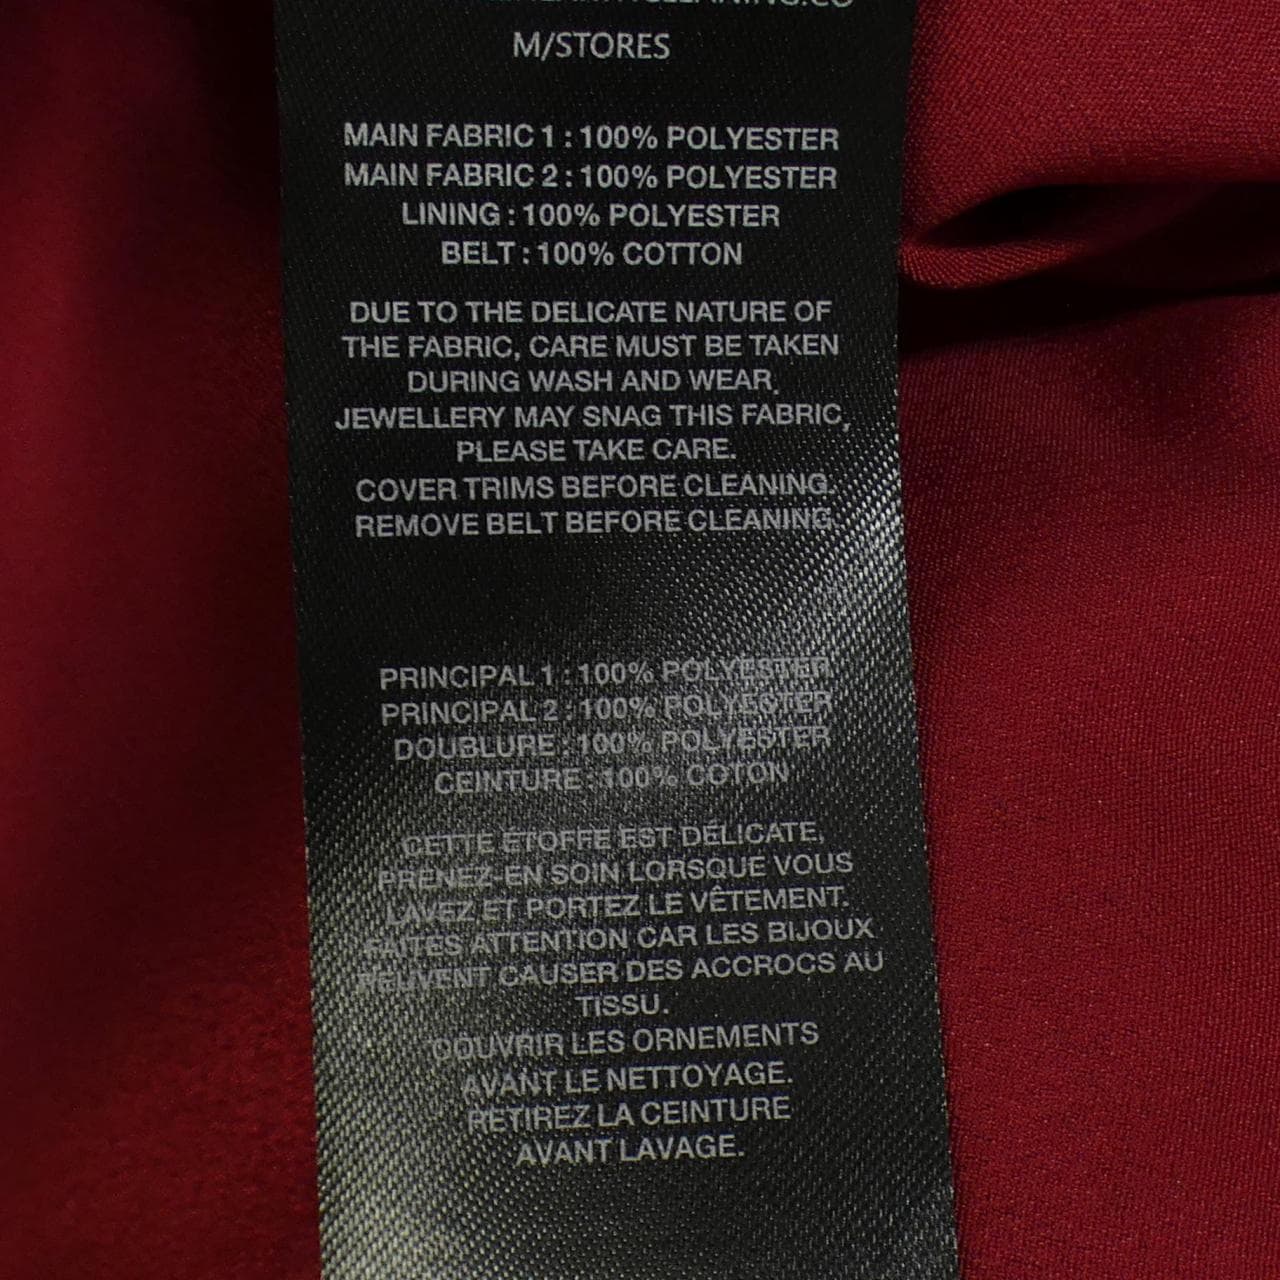 M/STORES
MAIN FABRIC 1 : 100% POLYESTER
MAIN FABRIC 2 : 100% POLYESTER
LINING : 100% POLYESTER
BELT : 100% COTTON
DUE TO THE DELICATE NATURE OF
THE FABRIC, CARE MUST BE TAKEN
DURING WASH AND WEAR.
JEWELLERY MAY SNAG THIS FABRIC,
PLEASE TAKE CARE.
COVER TRIMS BEFORE CLEANING.
REMOVE BELT BEFORE CLEANING.
PRINCIPAL 1 : 100% POLYESTER
PRINCIPAL 2 : 100% POLYESTER
DOUBLURE : 100% POLYESTER
CEINTURE : 100% COTON
CETTE ÉTOFFE EST DÉLICATE,
PRENEZ-EN SOIN LORSQUE VOUS
LAVEZ ET PORTEZ LE VÊTEMENT.
FAITES ATTENTION CAR LES BIJOUX
PEUVENT CAUSER DES ACCROCS AU
TISSU.
COUVRIR LES ORNEMENTS
AVANT LE NETTOYAGE.
RETIREZ LA CEINTURE
AVANT LAVAGE.